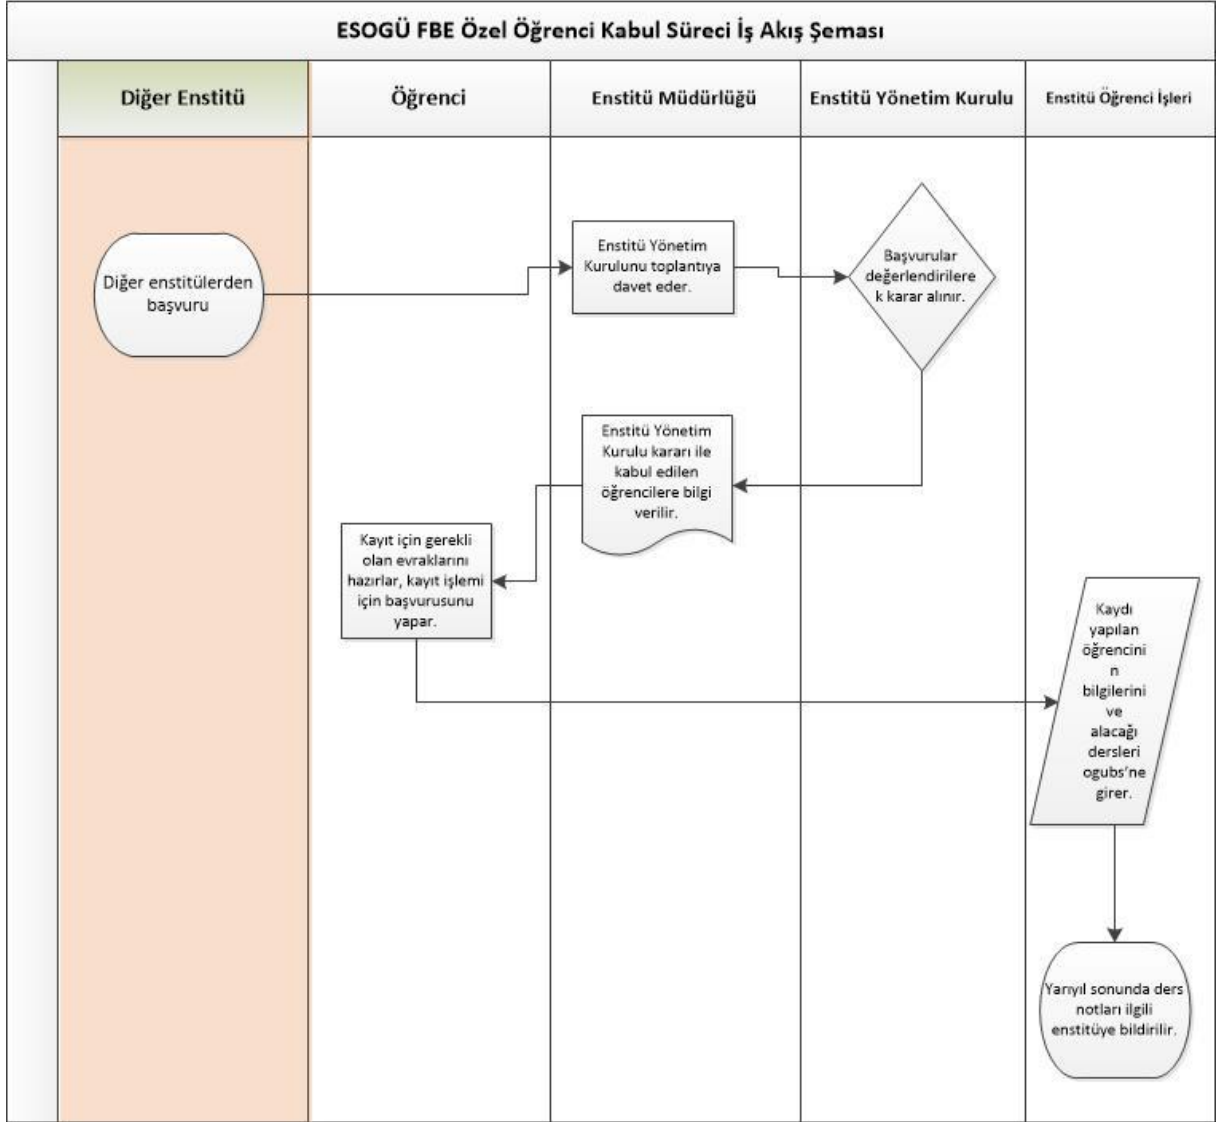 ESOGÜ FBE Özel Öğrenci Kabul Süreci İş Akış Şeması
Diğer Enstitü
Öğrenci
Enstitü Müdürlüğü
Enstitü Yönetim Kurulu
Enstitü Öğrenci İşleri
Diğer enstitülerden
başvuru
Enstitü Yönetim
Kurulunu toplantıya
davet eder.
Başvurular
değerlendirilere
k karar alınır.
Enstitü Yönetim
Kurulu kararı ile
kabul edilen
öğrencilere bilgi
verilir.
Kayıt için gerekli
olan evraklarını
hazırlar, kayıt işlemi
için başvurusunu
yapar.
Kaydı
yapılan
öğrencini
n
bilgilerini
ve
alacağı
dersleri
ogubs’ne
girer.
Yarıyıl sonunda ders
notları ilgili
enstitüye bildirilir.